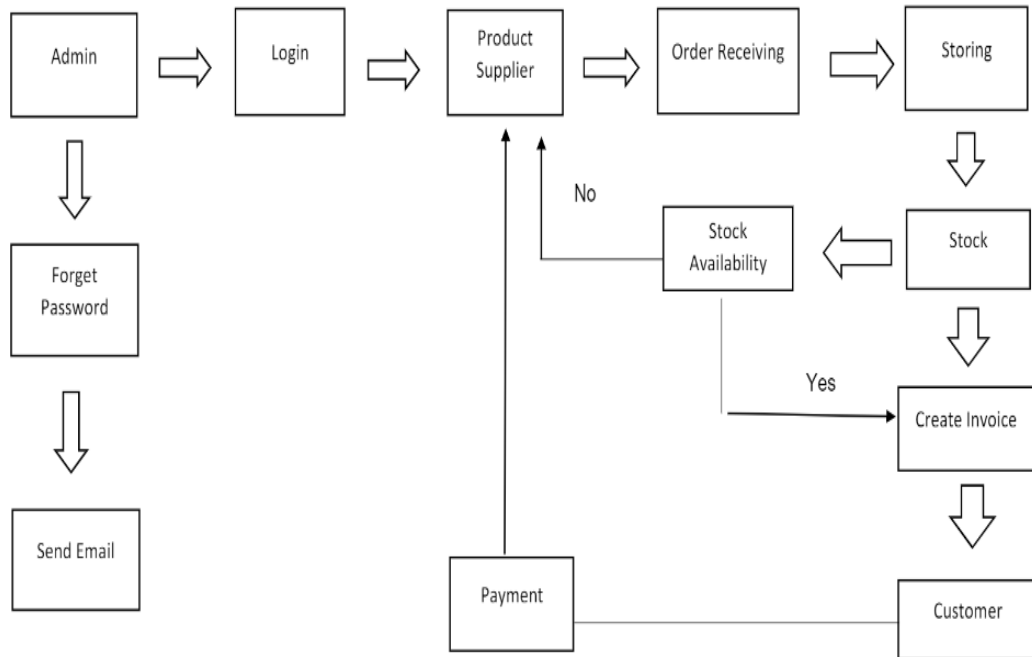 Admin
Login
Product
Supplier
Order Receiving
Storing
No
Stock
Availability
Stock
Forget
Password
Yes
Create Invoice
Send Email
Payment
Customer